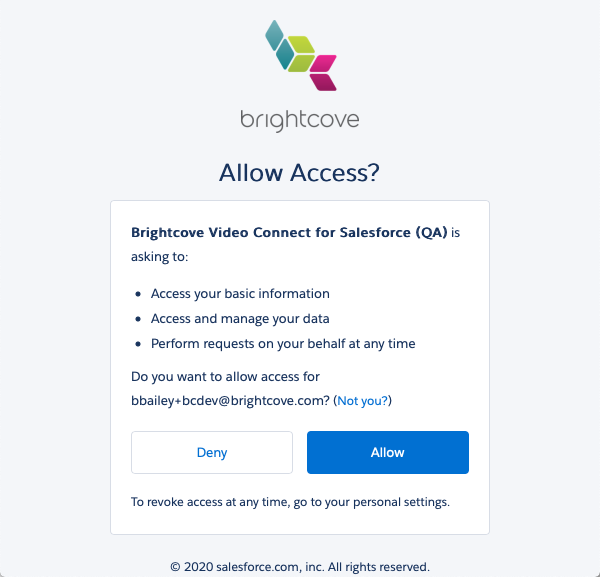 brightcove
Allow Access?
Brightcove Video Connect for Salesforce (QA) is
asking to:
• Access your basic information
• Access and manage your data
• Perform requests on your behalf at any time
Do you want to allow access for
bbailey+bcdev@brightcove.com? (Not you?)
Deny
Allow
To revoke access at any time, go to your personal settings.
© 2020 salesforce.com, inc. All rights reserved.